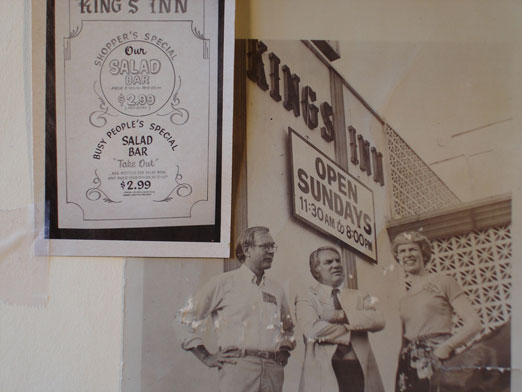 KING'S INN
SHOPPER'S SPECIAL
Our
SALAD
BAR
$2.99
BUSY PEOPLE'S SPECIAL
SALAD
BAR
"Take Out"
$2.99
KINGS INN
OPEN
SUNDAYS
11:30 AM to 8:00 PM